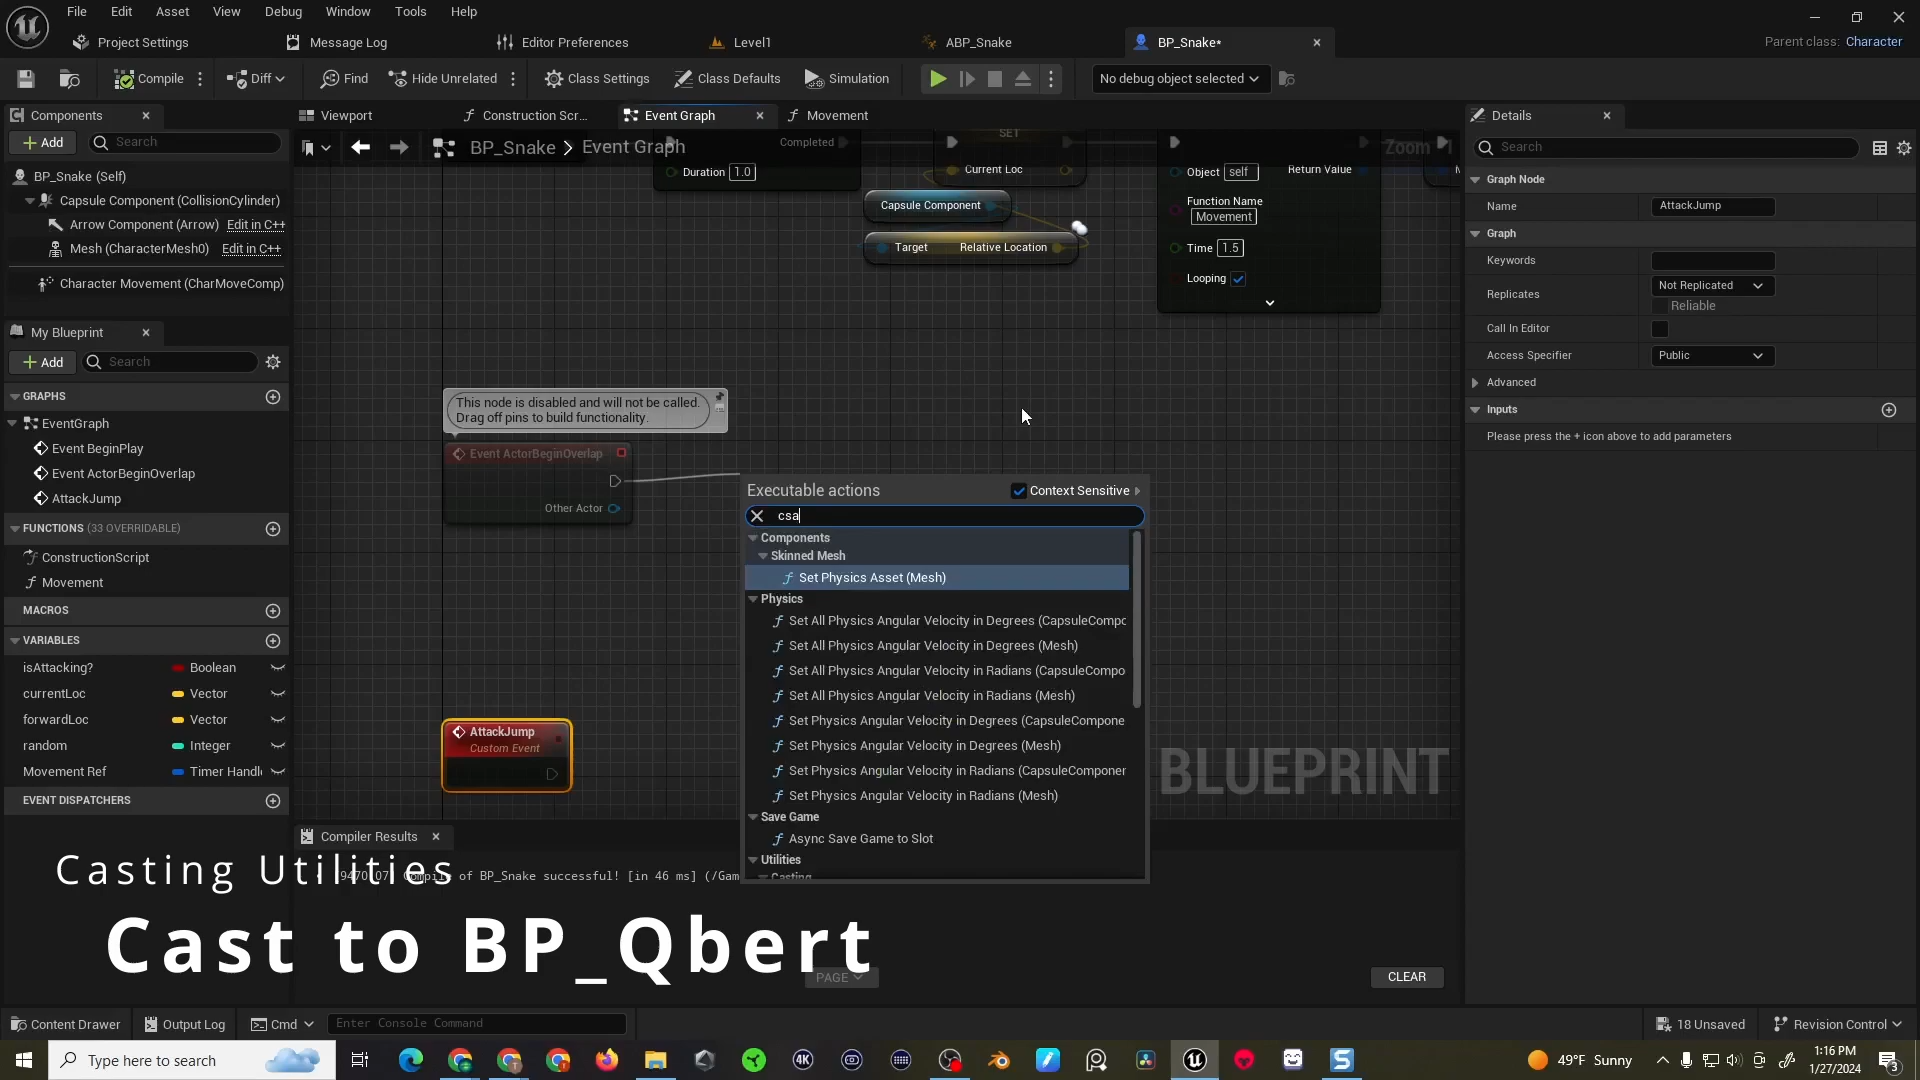 File Edit Asset View Debug Window Tools Help
Project Settings Message Log Editor Preferences Level1 ABP_Snake BP_Snake*
Parent class: Character
Compile Diff Find Hide Unrelated Class Settings Class Defaults Simulation No debug object selected
Components
Add Search
BP_Snake (Self)
Capsule Component (CollisionCylinder)
Arrow Component (Arrow) Edit in C++
Mesh (CharacterMesh0) Edit in C++
Character Movement (CharMoveComp)
My Blueprint
Add Search
GRAPHS
EventGraph
Event BeginPlay
Event ActorBeginOverlap
AttackJump
FUNCTIONS (33 OVERRIDABLE)
ConstructionScript
Movement
MACROS
VARIABLES
isAttacking? Boolean
currentLoc Vector
forwardLoc Vector
random Integer
Movement Ref Timer Handl
EVENT DISPATCHERS
Viewport Construction Scr... Event Graph Movement
BP_Snake > Event Graph
Zoom
Completed
Duration 1.0
SET
Current Loc
Capsule Component
Target Relative Location
Object self Return Value
Function Name
Movement
Time 1.5
Looping
This node is disabled and will not be called.
Drag off pins to build functionality.
Event ActorBeginOverlap
Other Actor
AttackJump
Custom Event
Executable actions Context Sensitive
csa
Components
Skinned Mesh
Set Physics Asset (Mesh)
Physics
Set All Physics Angular Velocity in Degrees (CapsuleCompo
Set All Physics Angular Velocity in Degrees (Mesh)
Set All Physics Angular Velocity in Radians (CapsuleCompo
Set All Physics Angular Velocity in Radians (Mesh)
Set Physics Angular Velocity in Degrees (CapsuleCompone
Set Physics Angular Velocity in Degrees (Mesh)
Set Physics Angular Velocity in Radians (CapsuleComponer
Set Physics Angular Velocity in Radians (Mesh)
Save Game
Async Save Game to Slot
Utilities
Casting
BLUEPRINT
Details
Search
Graph Node
Name AttackJump
Graph
Keywords
Replicates Not Replicated
Reliable
Call In Editor
Access Specifier Public
Advanced
Inputs
Please press the + icon above to add parameters
Compiler Results
of BP_Snake successful! [in 46 ms] (/Gam
Casting Utilities
Cast to BP_Qbert
PAGE
CLEAR
Content Drawer Output Log Cmd Enter Console Command 18 Unsaved Revision Control
Type here to search
49°F Sunny
1:16 PM
1/27/2024
3